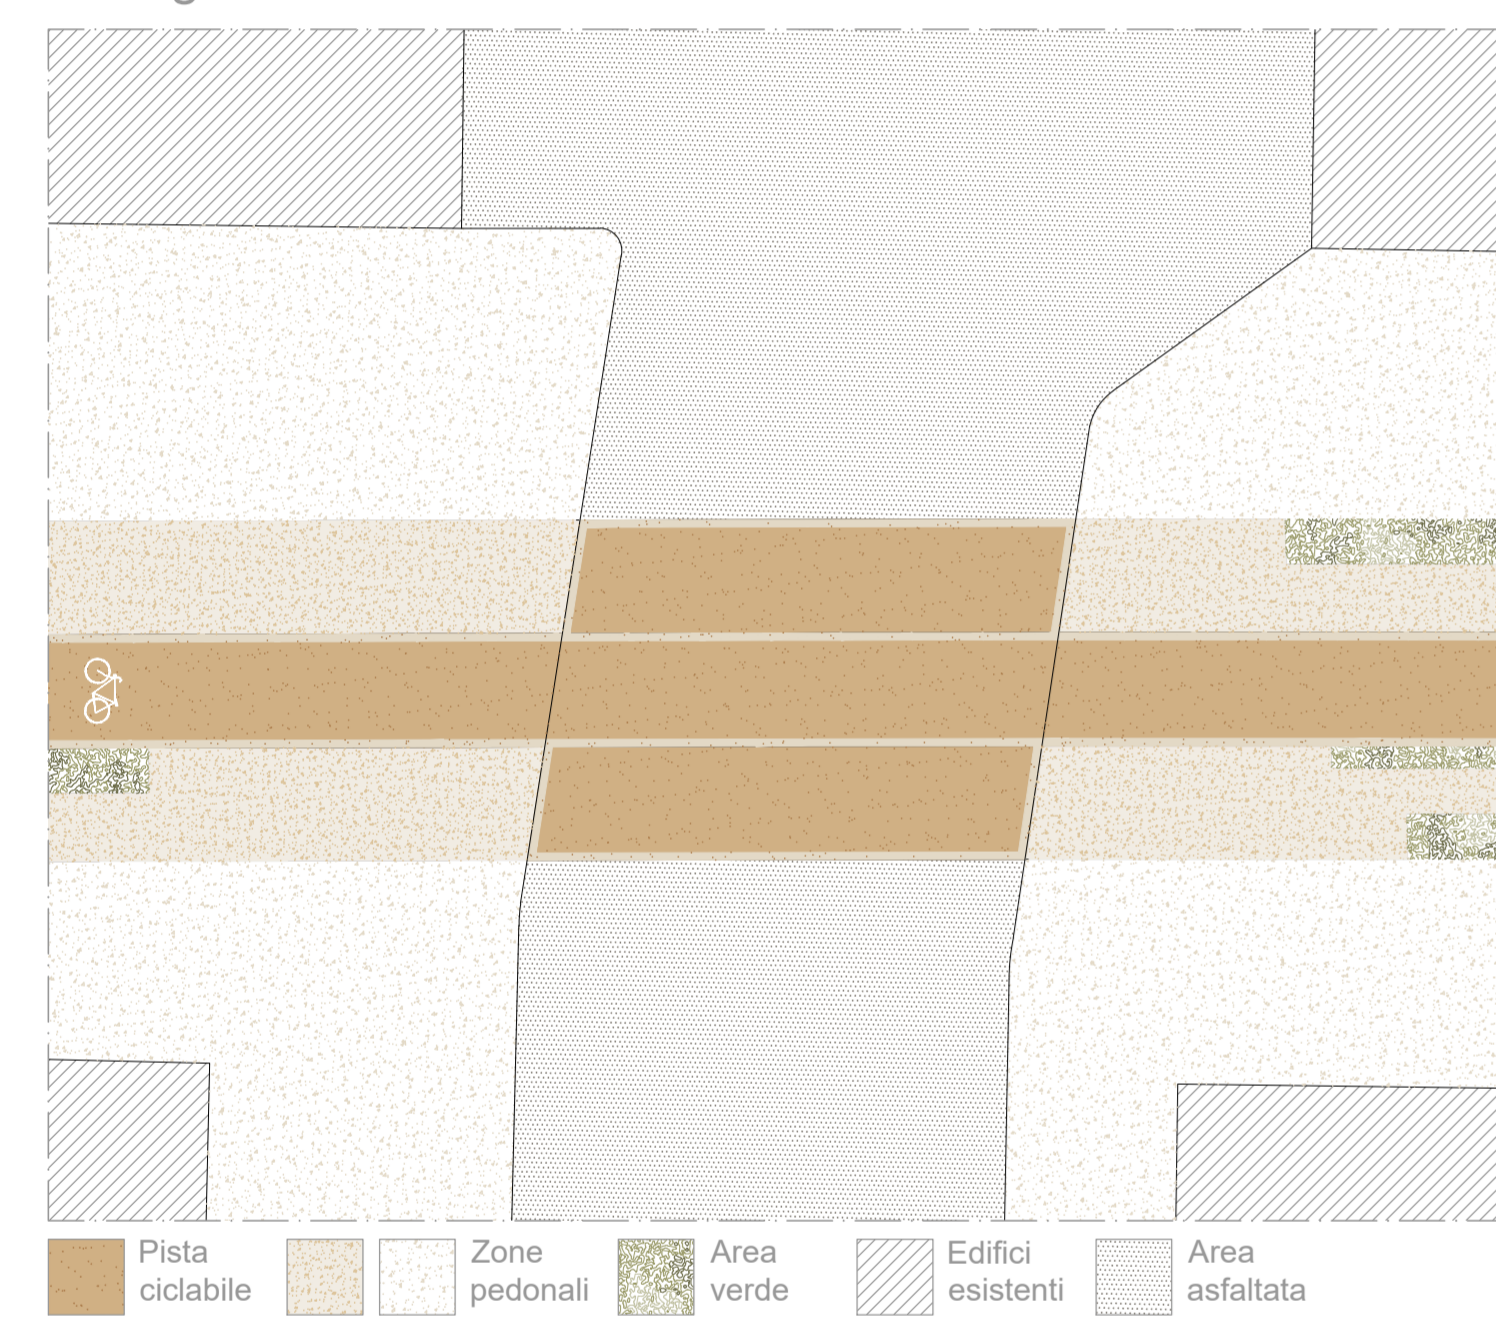 Pista
ciclabile
Zone
pedonali
Area
verde
Edifici
esistenti
Area
asfaltata